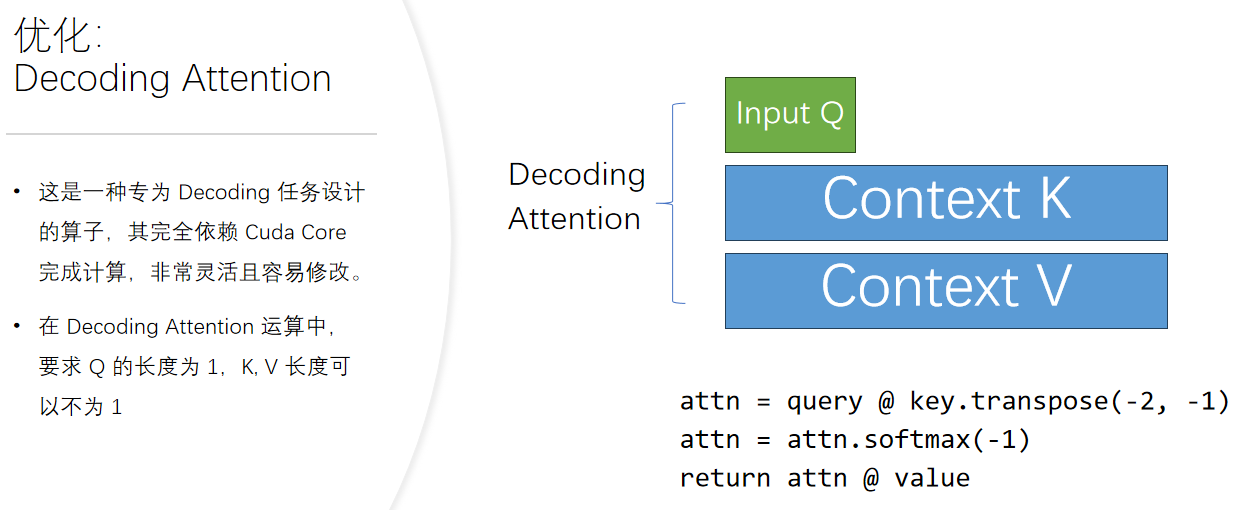 优化:
Decoding Attention
• 这是一种专为 Decoding 任务设计
的算子，其完全依赖 Cuda Core
完成计算，非常灵活且容易修改。
• 在 Decoding Attention 运算中，
要求 Q 的长度为 1，K, V 长度可
以不为 1
Decoding
Attention
Input Q
Context K
Context V
attn = query @ key.transpose(-2, -1)
attn = attn.softmax(-1)
return attn @ value